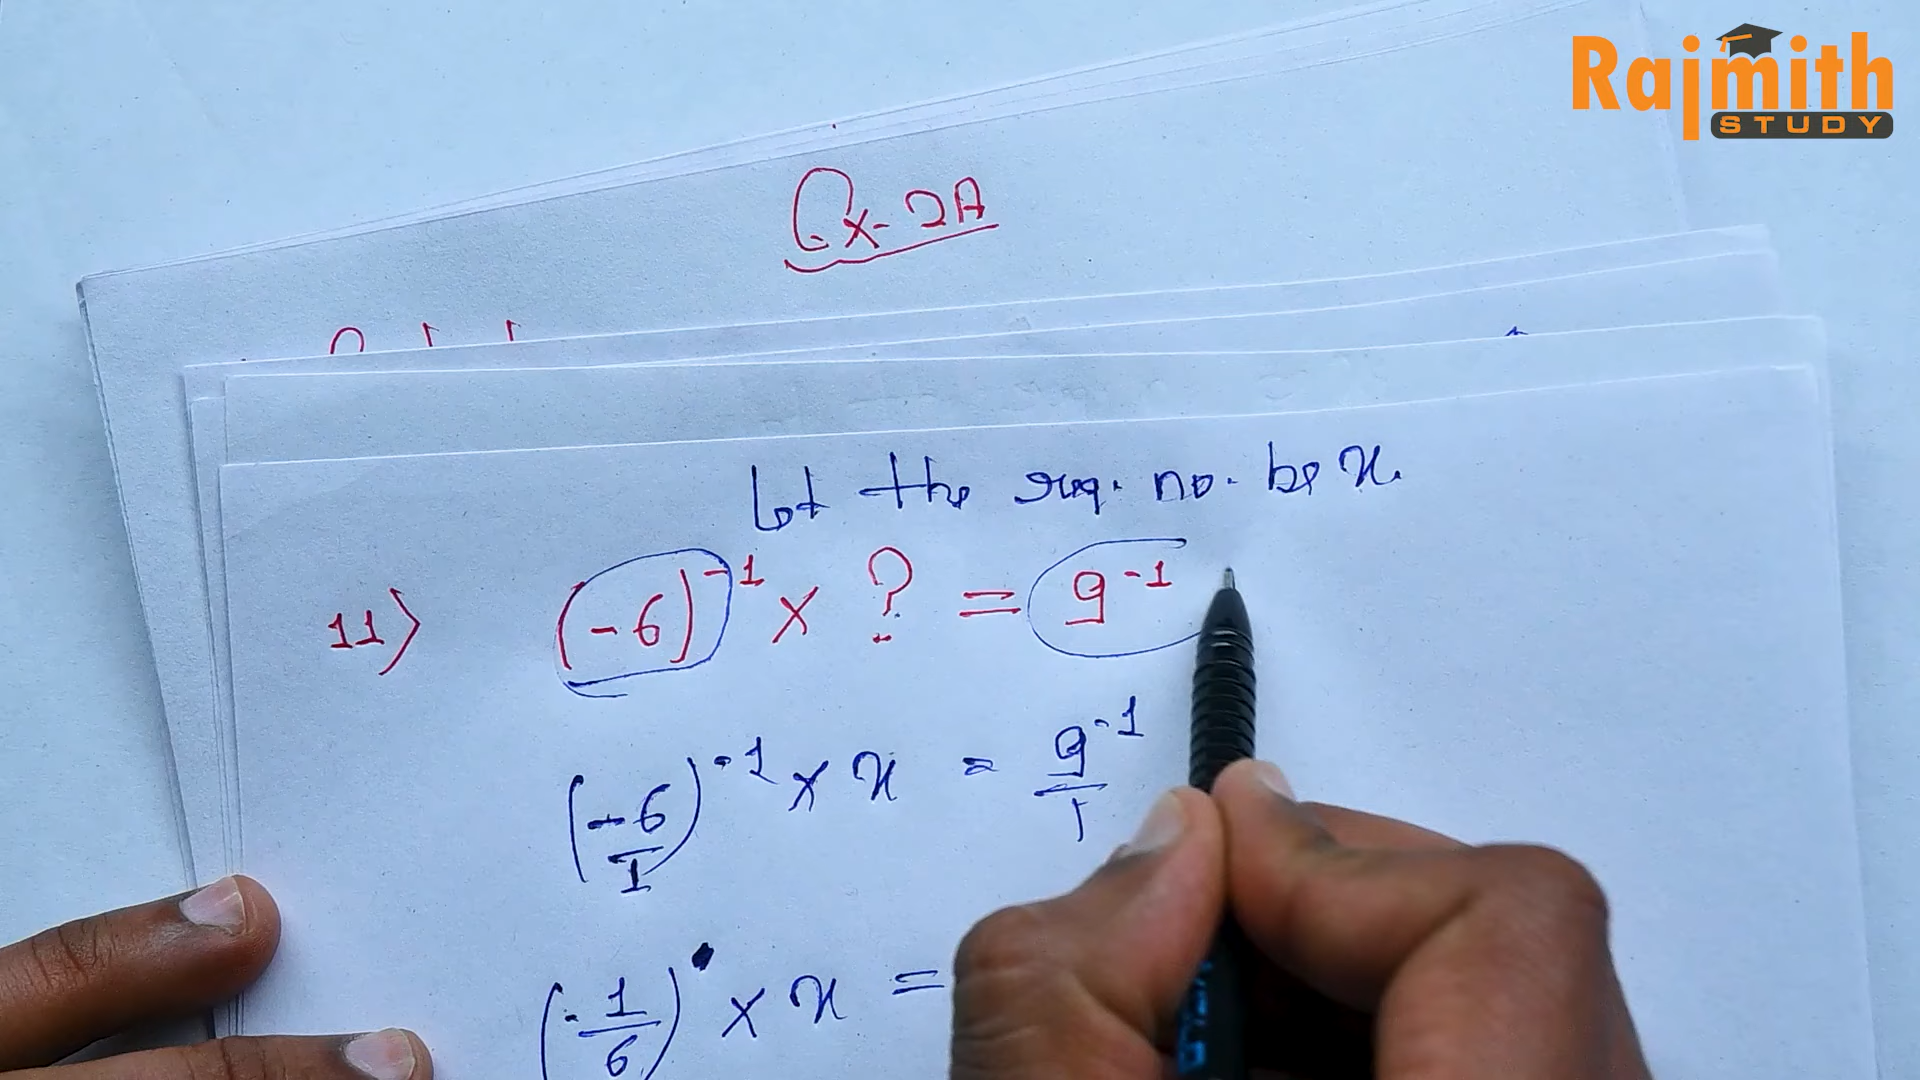 Rajmith
STUDY
Ex-2A
Let the req. no. be x.
11) (-6)^-1 × ? = 9^-1
(-6/1)^-1 × x = 9^-1/1
(-1/6) × x =